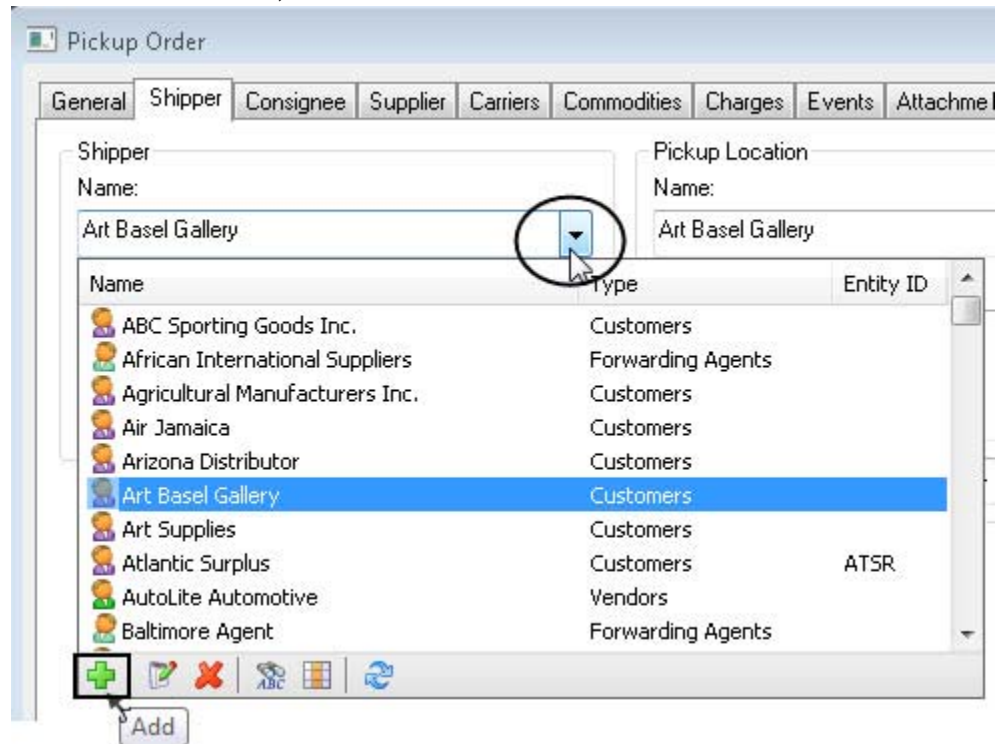 Pickup Order
General Shipper Consignee Supplier Carriers Commodities Charges Events Attachme
Shipper Pickup Location
Name: Name:
Art Basel Gallery Art Basel Gallery
Name Type Entity ID
ABC Sporting Goods Inc. Customers
African International Suppliers Forwarding Agents
Agricultural Manufacturers Inc. Customers
Air Jamaica Customers
Arizona Distributor Customers
Art Basel Gallery Customers
Art Supplies Customers
Atlantic Surplus Customers ATSR
AutoLite Automotive Vendors
Baltimore Agent Forwarding Agents
ABC
Add